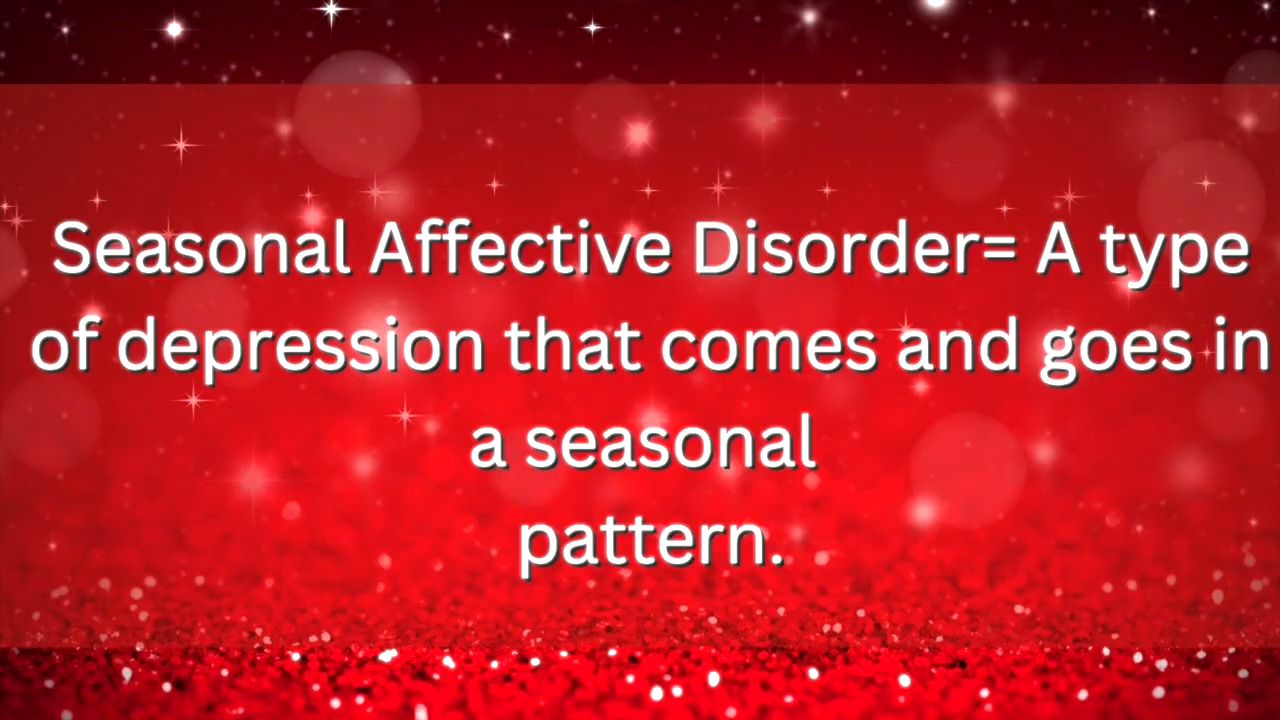 Seasonal Affective Disorder= A type
of depression that comes and goes in
a seasonal
pattern.